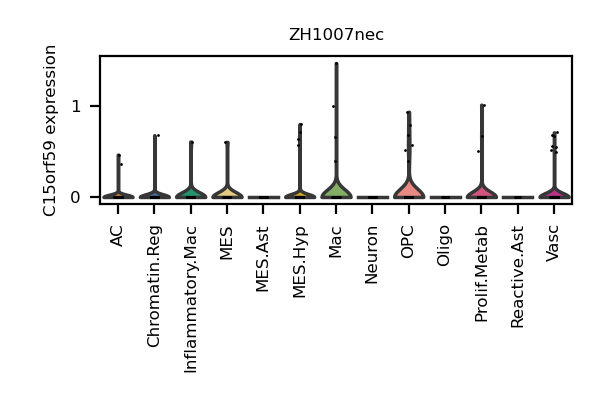 ZH1007nec
C15orf59 expression
1
0
AC
Chromatin.Reg
Inflammatory.Mac
MES
MES.Ast
MES.Hyp
Mac
Neuron
OPC
Oligo
Prolif.Metab
Reactive.Ast
Vasc